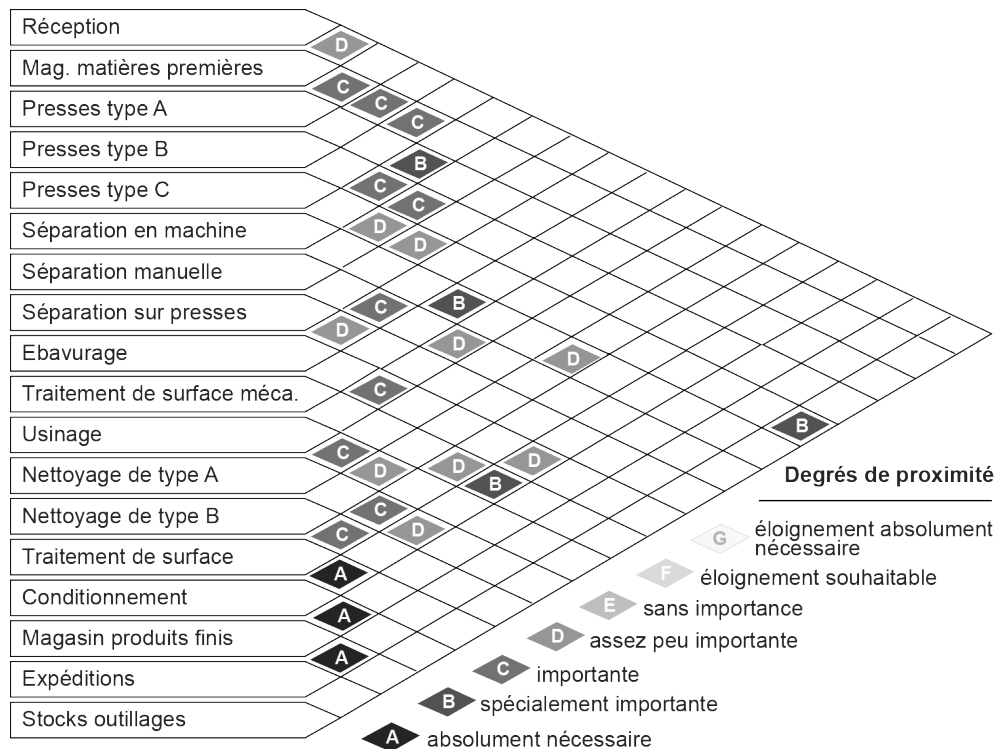 Réception
D
Mag. matières premières
C
C
Presses type A
C
Presses type B
B
Presses type C
C
C
Séparation en machine
D
D
Séparation manuelle
Séparation sur presses
C
B
D
D
Ebavurage
D
Traitement de surface méca.
C
Usinage
B
C
Nettoyage de type A
D
D
D
B
Nettoyage de type B
C
D
C
Traitement de surface
A
Conditionnement
A
Magasin produits finis
A
Expéditions
Stocks outillages
Degrés de proximité
G éloignement absolument
nécessaire
F éloignement souhaitable
E sans importance
D assez peu importante
C importante
B spécialement importante
A absolument nécessaire